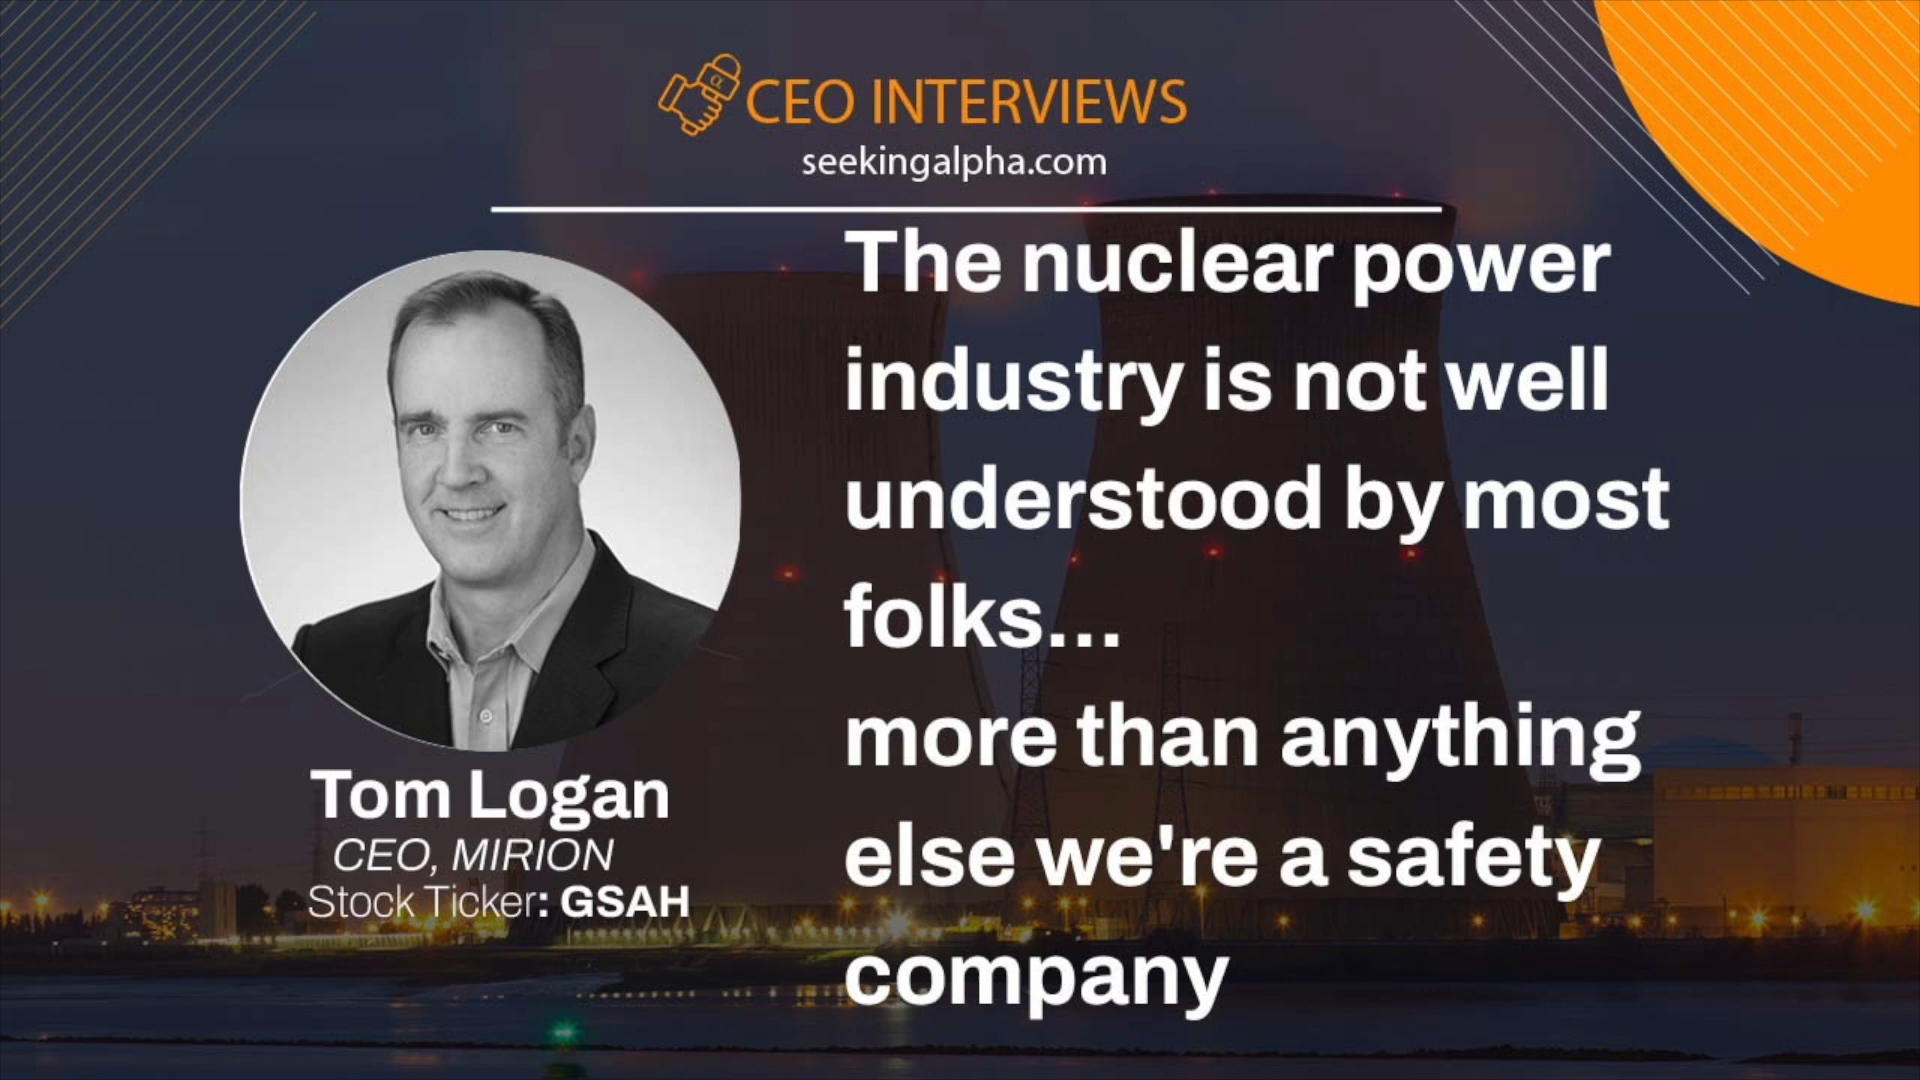 CEO INTERVIEWS
seekingalpha.com
The nuclear power
industry is not well
understood by most
folks...
more than anything
else we're a safety
company
Tom Logan
CEO, MIRION
Stock Ticker: GSAH